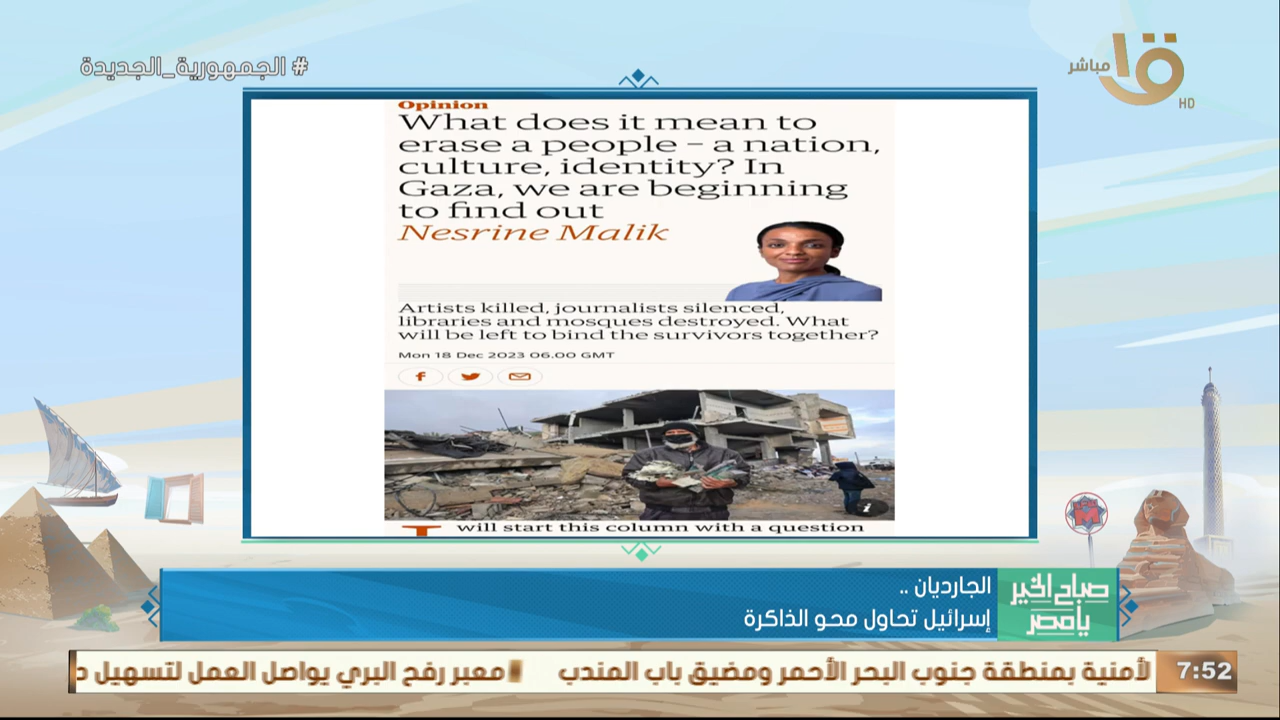 # الجمهورية_الجديدة
مباشر
HD
Opinion
What does it mean to
erase a people – a nation,
culture, identity? In
Gaza, we are beginning
to find out
Nesrine Malik
Artists killed, journalists silenced,
libraries and mosques destroyed. What
will be left to bind the survivors together?
Mon 18 Dec 2023 06.00 GMT
will start this column with a question
الجارديان ..
إسرائيل تحاول محو الذاكرة
صباح الخير
يا مصر
لأمنية بمنطقة جنوب البحر الأحمر ومضيق باب المندب
معبر رفح البري يواصل العمل لتسهيل د
7:52